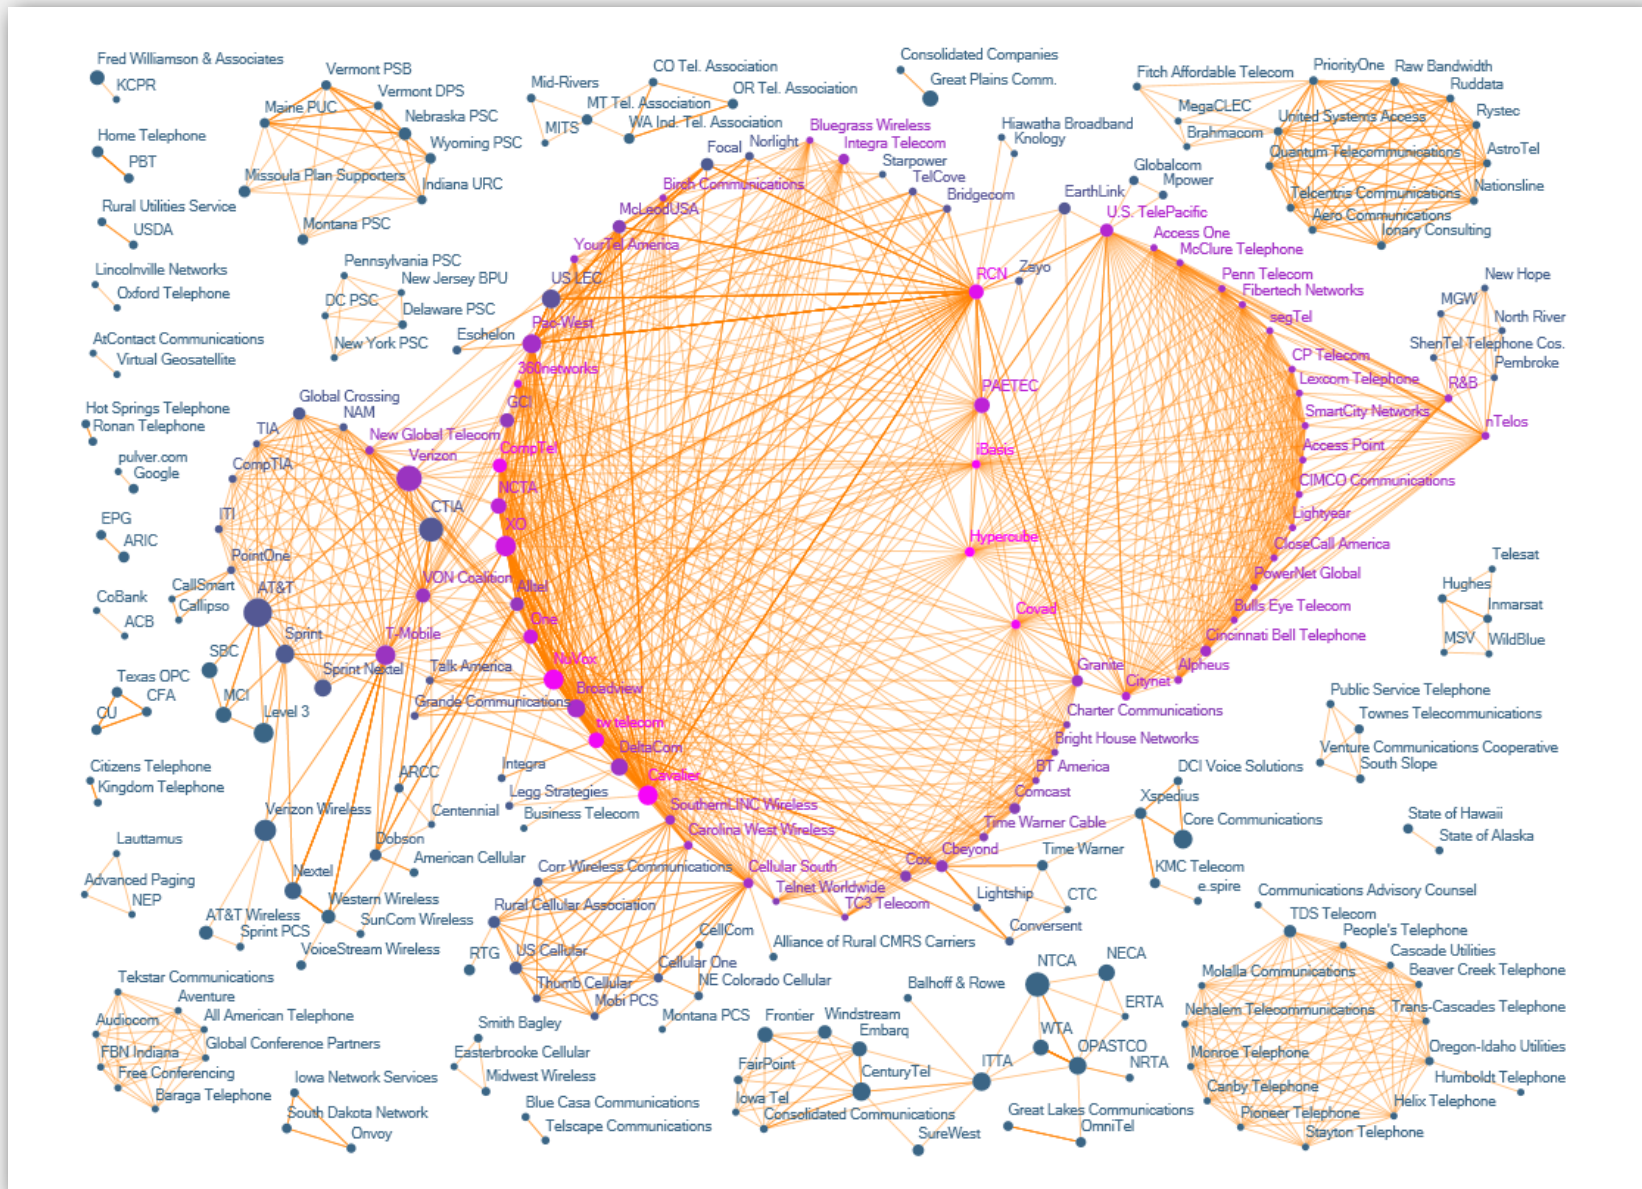 Fred Williamson & Associates
KCPR
Vermont PSB
Maine PUC
Vermont DPS
Nebraska PSC
Wyoming PSC
Missoula Plan Supporters
Indiana URC
Montana PSC
Mid-Rivers
MITS
CO Tel. Association
MT Tel. Association
OR Tel. Association
WA Ind. Tel. Association
Consolidated Companies
Great Plains Comm.
Fitch Affordable Telecom
MegaCLEC
Brahmacom
PriorityOne
Raw Bandwidth
Ruddata
United Systems Access
Rystec
Quantum Telecommunications
AstroTel
Telcentris Communications
Nationsline
Aero Communications
Ionary Consulting
Home Telephone
PBT
Rural Utilities Service
USDA
Lincolnville Networks
Oxford Telephone
AtContact Communications
Virtual Geosatellite
Hot Springs Telephone
Ronan Telephone
pulver.com
Google
EPG
ARIC
CoBank
ACB
Texas OPC
CFA
CU
Citizens Telephone
Kingdom Telephone
Lauttamus
Advanced Paging
NEP
Pennsylvania PSC
New Jersey BPU
DC PSC
Delaware PSC
New York PSC
Focal
Norlight
Bluegrass Wireless
Integra Telecom
Starpower
TelCove
Bridgecom
Birch Communications
McLeodUSA
YourTel America
US LEC
Pac-West
Eschelon
360networks
GCI
CompTel
NCTA
XO
Alltel
One
NuVox
Broadview
tw telecom
DeltaCom
Cavalier
SouthernLINC Wireless
Carolina West Wireless
Cellular South
Telnet Worldwide
TC3 Telecom
Cox
Cbeyond
Time Warner Cable
Comcast
BT America
Bright House Networks
Charter Communications
Granite
Citynet
Alpheus
Cincinnati Bell Telephone
Bulls Eye Telecom
PowerNet Global
CloseCall America
Lightyear
CIMCO Communications
Access Point
SmartCity Networks
Lexcom Telephone
CP Telecom
segTel
Fibertech Networks
Penn Telecom
McClure Telephone
Access One
U.S. TelePacific
EarthLink
Globalcom
Mpower
Hiawatha Broadband
Knology
RCN
Zayo
PAETEC
iBasis
Hypercube
Covad
New Hope
MGW
North River
ShenTel Telephone Cos.
Pembroke
R&B
nTelos
Global Crossing
NAM
TIA
New Global Telecom
CompTIA
Verizon
ITI
CTIA
PointOne
VON Coalition
AT&T
CallSmart
Callipso
Sprint
T-Mobile
Sprint Nextel
SBC
MCI
Level 3
Talk America
Grande Communications
Integra
Legg Strategies
Business Telecom
ARCC
Centennial
Dobson
American Cellular
Verizon Wireless
Nextel
Western Wireless
AT&T Wireless
Sprint PCS
SunCom Wireless
VoiceStream Wireless
Corr Wireless Communications
Rural Cellular Association
RTG
US Cellular
Thumb Cellular
Mobi PCS
CellCom
Cellular One
NE Colorado Cellular
Montana PCS
Alliance of Rural CMRS Carriers
Time Warner
Lightship
CTC
Conversent
Telesat
Hughes
Inmarsat
MSV
WildBlue
Public Service Telephone
Townes Telecommunications
Venture Communications Cooperative
South Slope
DCI Voice Solutions
Xspedius
Core Communications
KMC Telecom
e.spire
State of Hawaii
State of Alaska
Communications Advisory Counsel
TDS Telecom
People's Telephone
Cascade Utilities
Molalla Communications
Beaver Creek Telephone
Nehalem Telecommunications
Trans-Cascades Telephone
Monroe Telephone
Oregon-Idaho Utilities
Canby Telephone
Humboldt Telephone
Pioneer Telephone
Helix Telephone
Stayton Telephone
Tekstar Communications
Aventure
Audiocom
All American Telephone
FBN Indiana
Global Conference Partners
Free Conferencing
Baraga Telephone
Iowa Network Services
South Dakota Network
Onvoy
Smith Bagley
Easterbrooke Cellular
Midwest Wireless
Blue Casa Communications
Telscape Communications
Frontier
Windstream
Embarq
FairPoint
CenturyTel
Iowa Tel
Consolidated Communications
Balhoff & Rowe
ITTA
SureWest
NTCA
NECA
ERTA
WTA
OPASTCO
NRTA
Great Lakes Communications
OmniTel